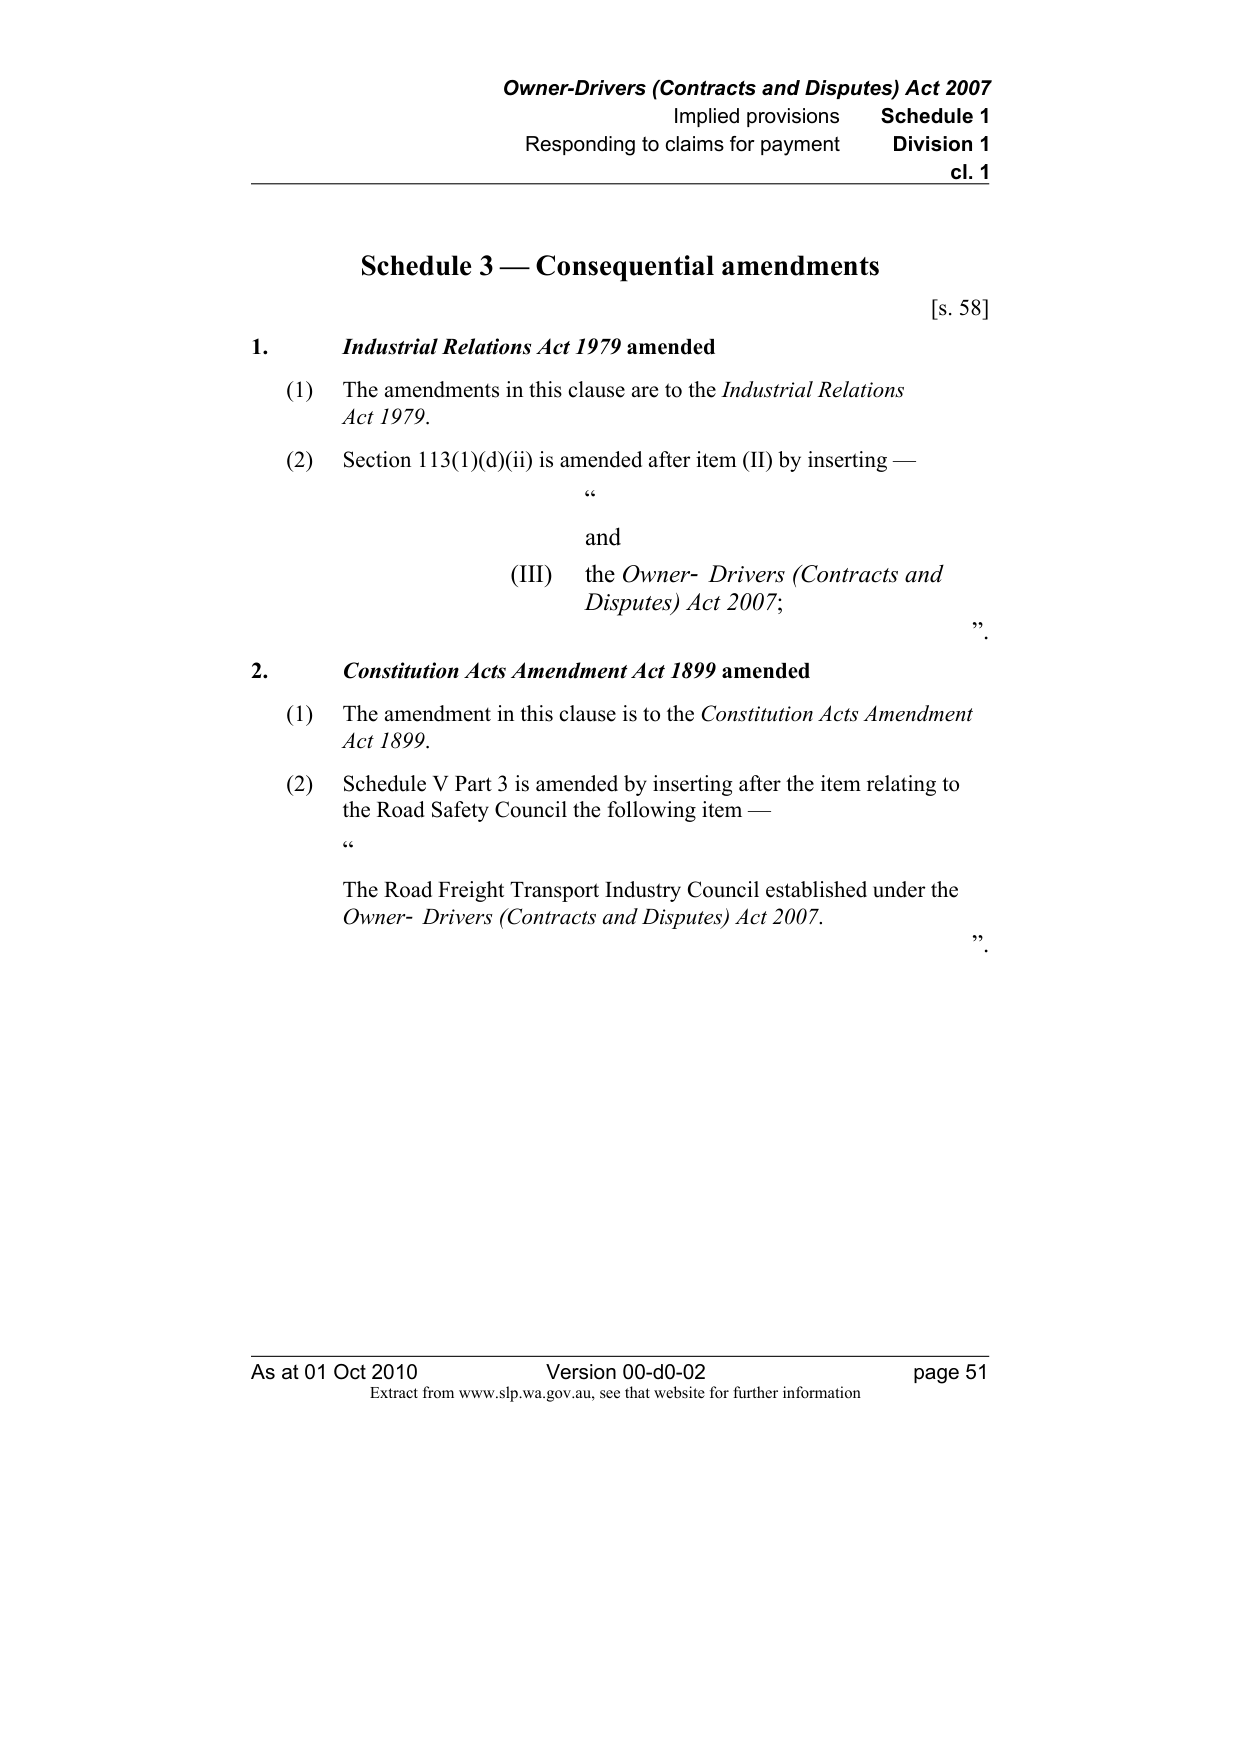 Owner-Drivers (Contracts and Disputes) Act 2007
Implied provisions Schedule 1
Responding to claims for payment Division 1
cl. 1
Schedule 3 — Consequential amendments
[s. 58]
1. Industrial Relations Act 1979 amended
(1) The amendments in this clause are to the Industrial Relations
Act 1979.
(2) Section 113(1)(d)(ii) is amended after item (II) by inserting —
“
and
(III) the Owner- Drivers (Contracts and
Disputes) Act 2007;
”.
2. Constitution Acts Amendment Act 1899 amended
(1) The amendment in this clause is to the Constitution Acts Amendment
Act 1899.
(2) Schedule V Part 3 is amended by inserting after the item relating to
the Road Safety Council the following item —
“
The Road Freight Transport Industry Council established under the
Owner- Drivers (Contracts and Disputes) Act 2007.
”.
As at 01 Oct 2010 Version 00-d0-02 page 51
Extract from www.slp.wa.gov.au, see that website for further information